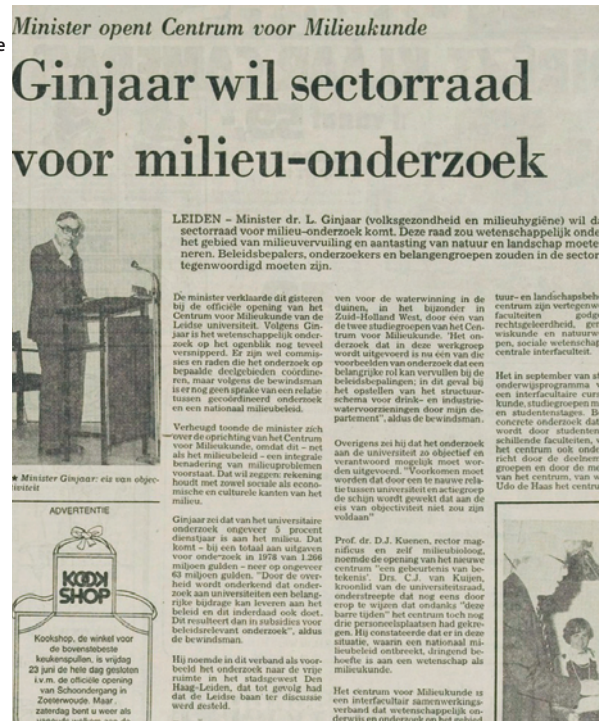 e
Minister opent Centrum voor Milieukunde
Ginjaar wil sectorraad
voor milieu-onderzoek
LEIDEN – Minister dr. L. Ginjaar (volksgezondheid en milieuhygiëne) wil d
sectorraad voor milieu-onderzoek komt. Deze raad zou wetenschappelijk onde
het gebied van milieuvervuiling en aantasting van natuur en landschap moete
neren. Beleidsbepalers, onderzoekers en belangengroepen zouden in de sector
tegenwoordigd moeten zijn.
★ Minister Ginjaar: eis van objec-
tiviteit
ADVERTENTIE
KOOK
SHOP
Kookshop, de winkel voor
de bovenstebeste
keukenspullen, is vrijdag
23 juni de hele dag gesloten
i.v.m. de officiële opening
van Schoondergang in
Zoeterwoude. Maar,
zaterdag bent u weer als
De minister verklaarde dit gisteren
bij de officiële opening van het
Centrum voor Milieukunde van de
Leidse universiteit. Volgens Gin-
jaar is het wetenschappelijk onder-
zoek op het ogenblik nog teveel
versnipperd. Er zijn wel commis-
sies en raden die het onderzoek op
bepaalde deelgebieden coördine-
ren, maar volgens de bewindsman
is er nog geen sprake van een relatie
tussen gecoördineerd onderzoek
en een nationaal milieubeleid.
Verheugd toonde de minister zich
over de oprichting van het Centrum
voor Milieukunde, omdat dit – net
als het milieubeleid – een integrale
benadering van milieuproblemen
voorstaat. Dat wil zeggen: rekening
houdt met zowel sociale als econo-
mische en culturele kanten van het
milieu.
Ginjaar zei dat van het universitaire
onderzoek ongeveer 5 procent
dienstjaar is aan het milieu. Dat
komt – bij een totaal aan uitgaven
voor onderzoek in 1978 van 1.266
miljoen gulden – neer op ongeveer
63 miljoen gulden. "Door de over-
heid wordt onderkend dat onder-
zoek aan universiteiten een belang-
rijke bijdrage kan leveren aan het
beleid en dit inderdaad ook doet.
Dit resulteert dan in subsidies voor
beleidsrelevant onderzoek", aldus
de bewindsman.
Hij noemde in dit verband als voor-
beeld het onderzoek naar de vrije
ruimte in het stadsgewest Den
Haag-Leiden, dat tot gevolg had
dat de Leidse baan ter discussie
werd gesteld.
ven voor de waterwinning in de
duinen, in het bijzonder in
Zuid-Holland West, door één van
de twee studiegroepen van het Cen-
trum voor Milieukunde. "Het on-
derzoek dat in deze werkgroep
wordt uitgevoerd is nu één van die
voorbeelden van onderzoek dat een
belangrijke rol kan vervullen bij de
beleidsbepalingen; in dit geval bij
het opstellen van het structuur-
schema voor drink- en industrie-
watervoorzieningen door mijn de-
partement", aldus de bewindsman.
Overigens zei hij dat het onderzoek
aan de universiteit zo objectief en
verantwoord mogelijk moet wor-
den uitgevoerd. "Voorkomen moet
worden dat door een te nauwe rela-
tie tussen universiteit en actiegroep
de schijn wordt gewekt dat aan de
eis van objectiviteit niet zou zijn
voldaan"
Prof. dr. D.J. Kuenen, rector mag-
nificus en zelf milieubioloog,
noemde de opening van het nieuwe
centrum "een gebeurtenis van be-
tekenis'. Drs. C.J. van Kuijen,
kroonlid van de universiteitsraad,
onderstreepte dat nog eens door
erop te wijzen dat ondanks "deze
barre tijden" het centrum toch nog
drie personeelsplaatsen had gekre-
gen. Hij constateerde dat er in deze
situatie, waarin een nationaal mi-
lieubeleid ontbreekt, dringend be-
hoefte is aan een wetenschap als
milieukunde.
Het centrum voor Milieukunde is
een interfacultair samenwerkings-
verband dat wetenschappelijk on-
derwijs en onderzoek op het gebied
tuur- en landschapsbeh
centrum zijn vertegenwo
faculteiten godg
rechtsgeleerdheid, gen
wiskunde en natuurw
pen, sociale wetenschap
centrale interfaculteit.
Het in september van st
onderwijsprogramma v
een interfacultaire curs
kunde, studiegroepen m
en studentenstages. B
concrete onderzoek dat
wordt door studenten
schillende faculteiten, v
het centrum ook onde
richt door de deelnem
groepen en door de me
van het centrum, van w
Udo de Haas het centru